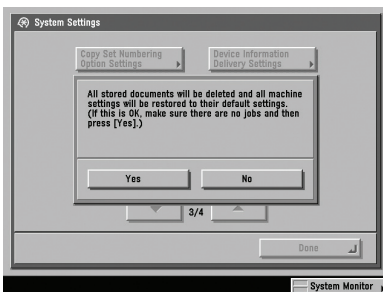 System Settings
Copy Set Numbering
Option Settings
Device Information
Delivery Settings
All stored documents will be deleted and all machine
settings will be restored to their default settings.
(If this is OK, make sure there are no jobs and then
press [Yes].)
Yes
No
3/4
Done
System Monitor